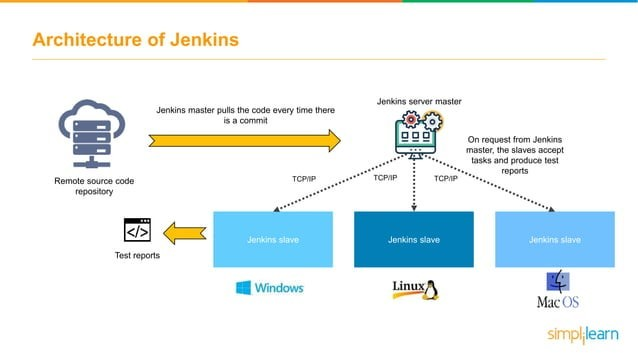 Architecture of Jenkins
Jenkins master pulls the code every time there
is a commit
Jenkins server master
On request from Jenkins
master, the slaves accept
tasks and produce test
reports
Remote source code
repository
TCP/IP
TCP/IP
TCP/IP
</>
Test reports
Jenkins slave
Jenkins slave
Jenkins slave
Windows
Linux
Mac OS
simplilearn